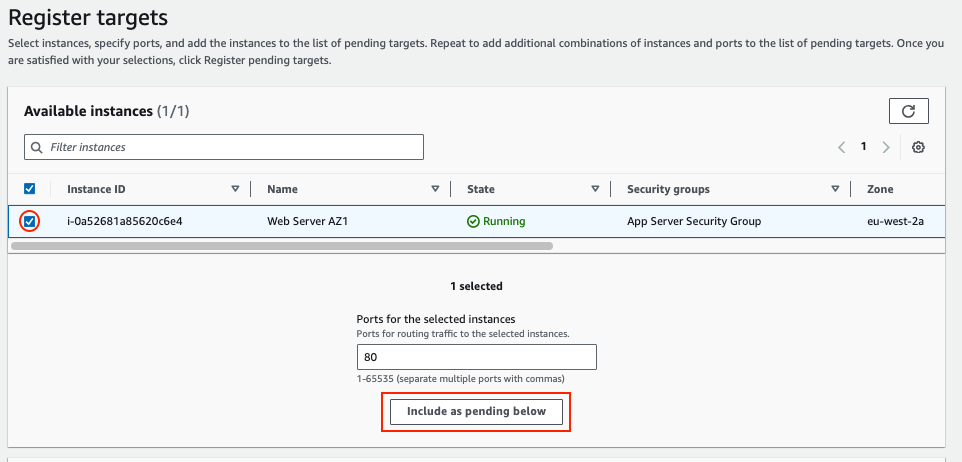 Register targets
Select instances, specify ports, and add the instances to the list of pending targets. Repeat to add additional combinations of instances and ports to the list of pending targets. Once you
are satisfied with your selections, click Register pending targets.
Available instances (1/1)
Filter instances
1
Instance ID Name State Security groups Zone
i-0a52681a85620c6e4 Web Server AZ1 Running App Server Security Group eu-west-2a
1 selected
Ports for the selected instances
Ports for routing traffic to the selected instances.
80
1-65535 (separate multiple ports with commas)
Include as pending below